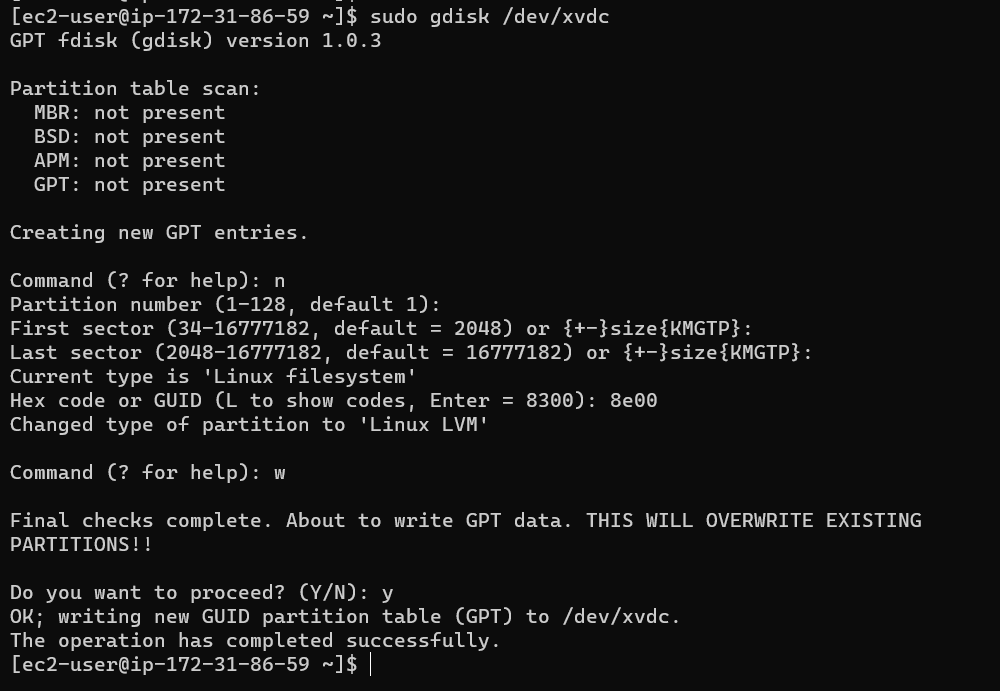 [ec2-user@ip-172-31-86-59 ~]$ sudo gdisk /dev/xvdc
GPT fdisk (gdisk) version 1.0.3
Partition table scan:
  MBR: not present
  BSD: not present
  APM: not present
  GPT: not present
Creating new GPT entries.
Command (? for help): n
Partition number (1-128, default 1):
First sector (34-16777182, default = 2048) or {+-}size{KMGTP}:
Last sector (2048-16777182, default = 16777182) or {+-}size{KMGTP}:
Current type is 'Linux filesystem'
Hex code or GUID (L to show codes, Enter = 8300): 8e00
Changed type of partition to 'Linux LVM'
Command (? for help): w
Final checks complete. About to write GPT data. THIS WILL OVERWRITE EXISTING
PARTITIONS!!
Do you want to proceed? (Y/N): y
OK; writing new GUID partition table (GPT) to /dev/xvdc.
The operation has completed successfully.
[ec2-user@ip-172-31-86-59 ~]$